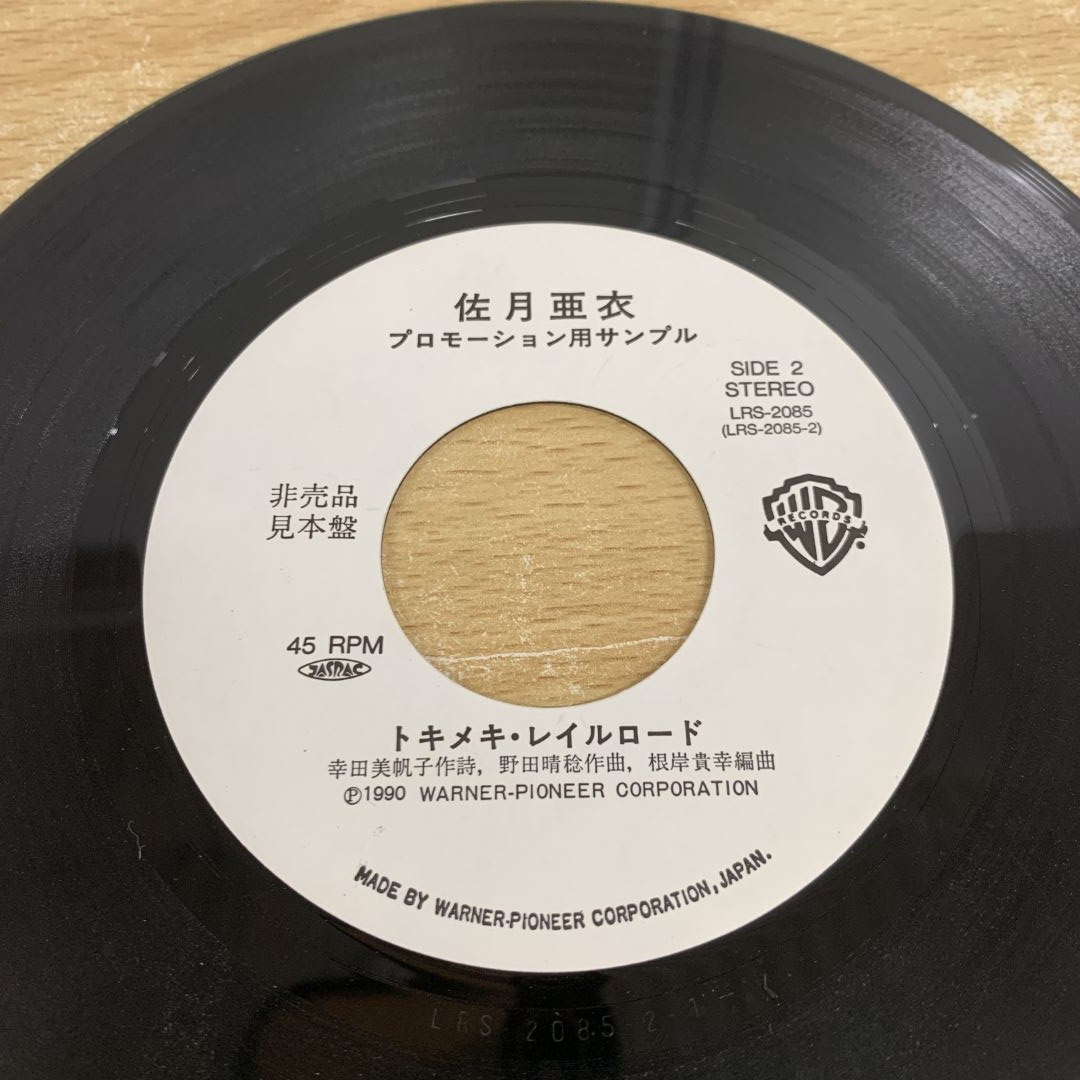 佐月亜衣
プロモーション用サンプル
SIDE 2
STEREO
LRS-2085
(LRS-2085-2)
非売品
見本盤
RECORDS
45 RPM
JASRAC
トキメキ・レイルロード
幸田美帆子作詩, 野田晴稔作曲, 根岸貴幸編曲
Ⓟ1990 WARNER-PIONEER CORPORATION
MADE BY WARNER-PIONEER CORPORATION, JAPAN.
LRS 2085 2